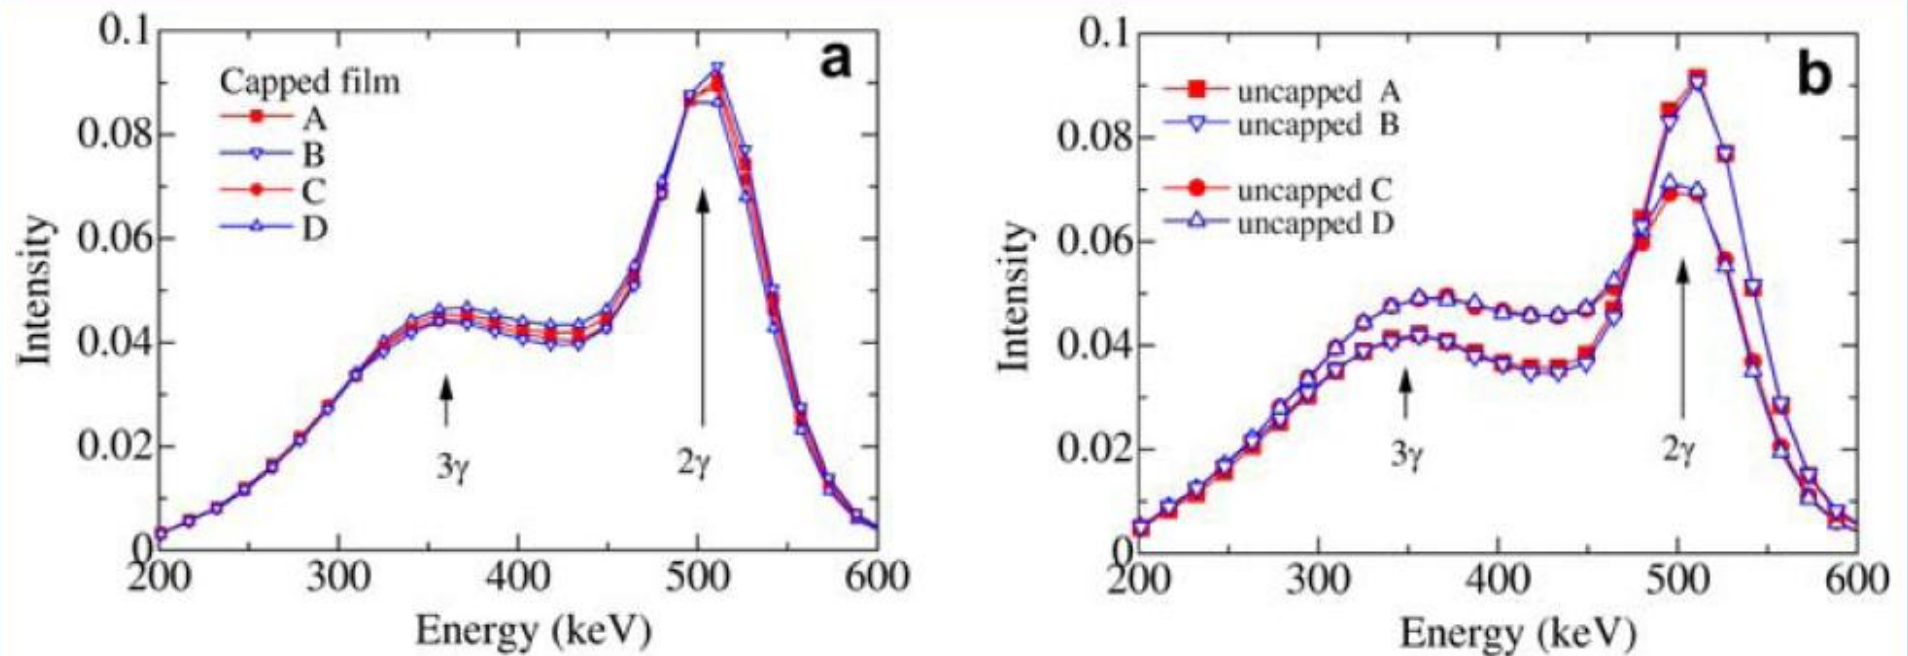 a
Capped film
A
B
C
D
0.1
0.08
0.06
0.04
0.02
0
Intensity
3γ
2γ
200 300 400 500 600
Energy (keV)
b
uncapped A
uncapped B
uncapped C
uncapped D
0.1
0.08
0.06
0.04
0.02
0
Intensity
3γ
2γ
200 300 400 500 600
Energy (keV)